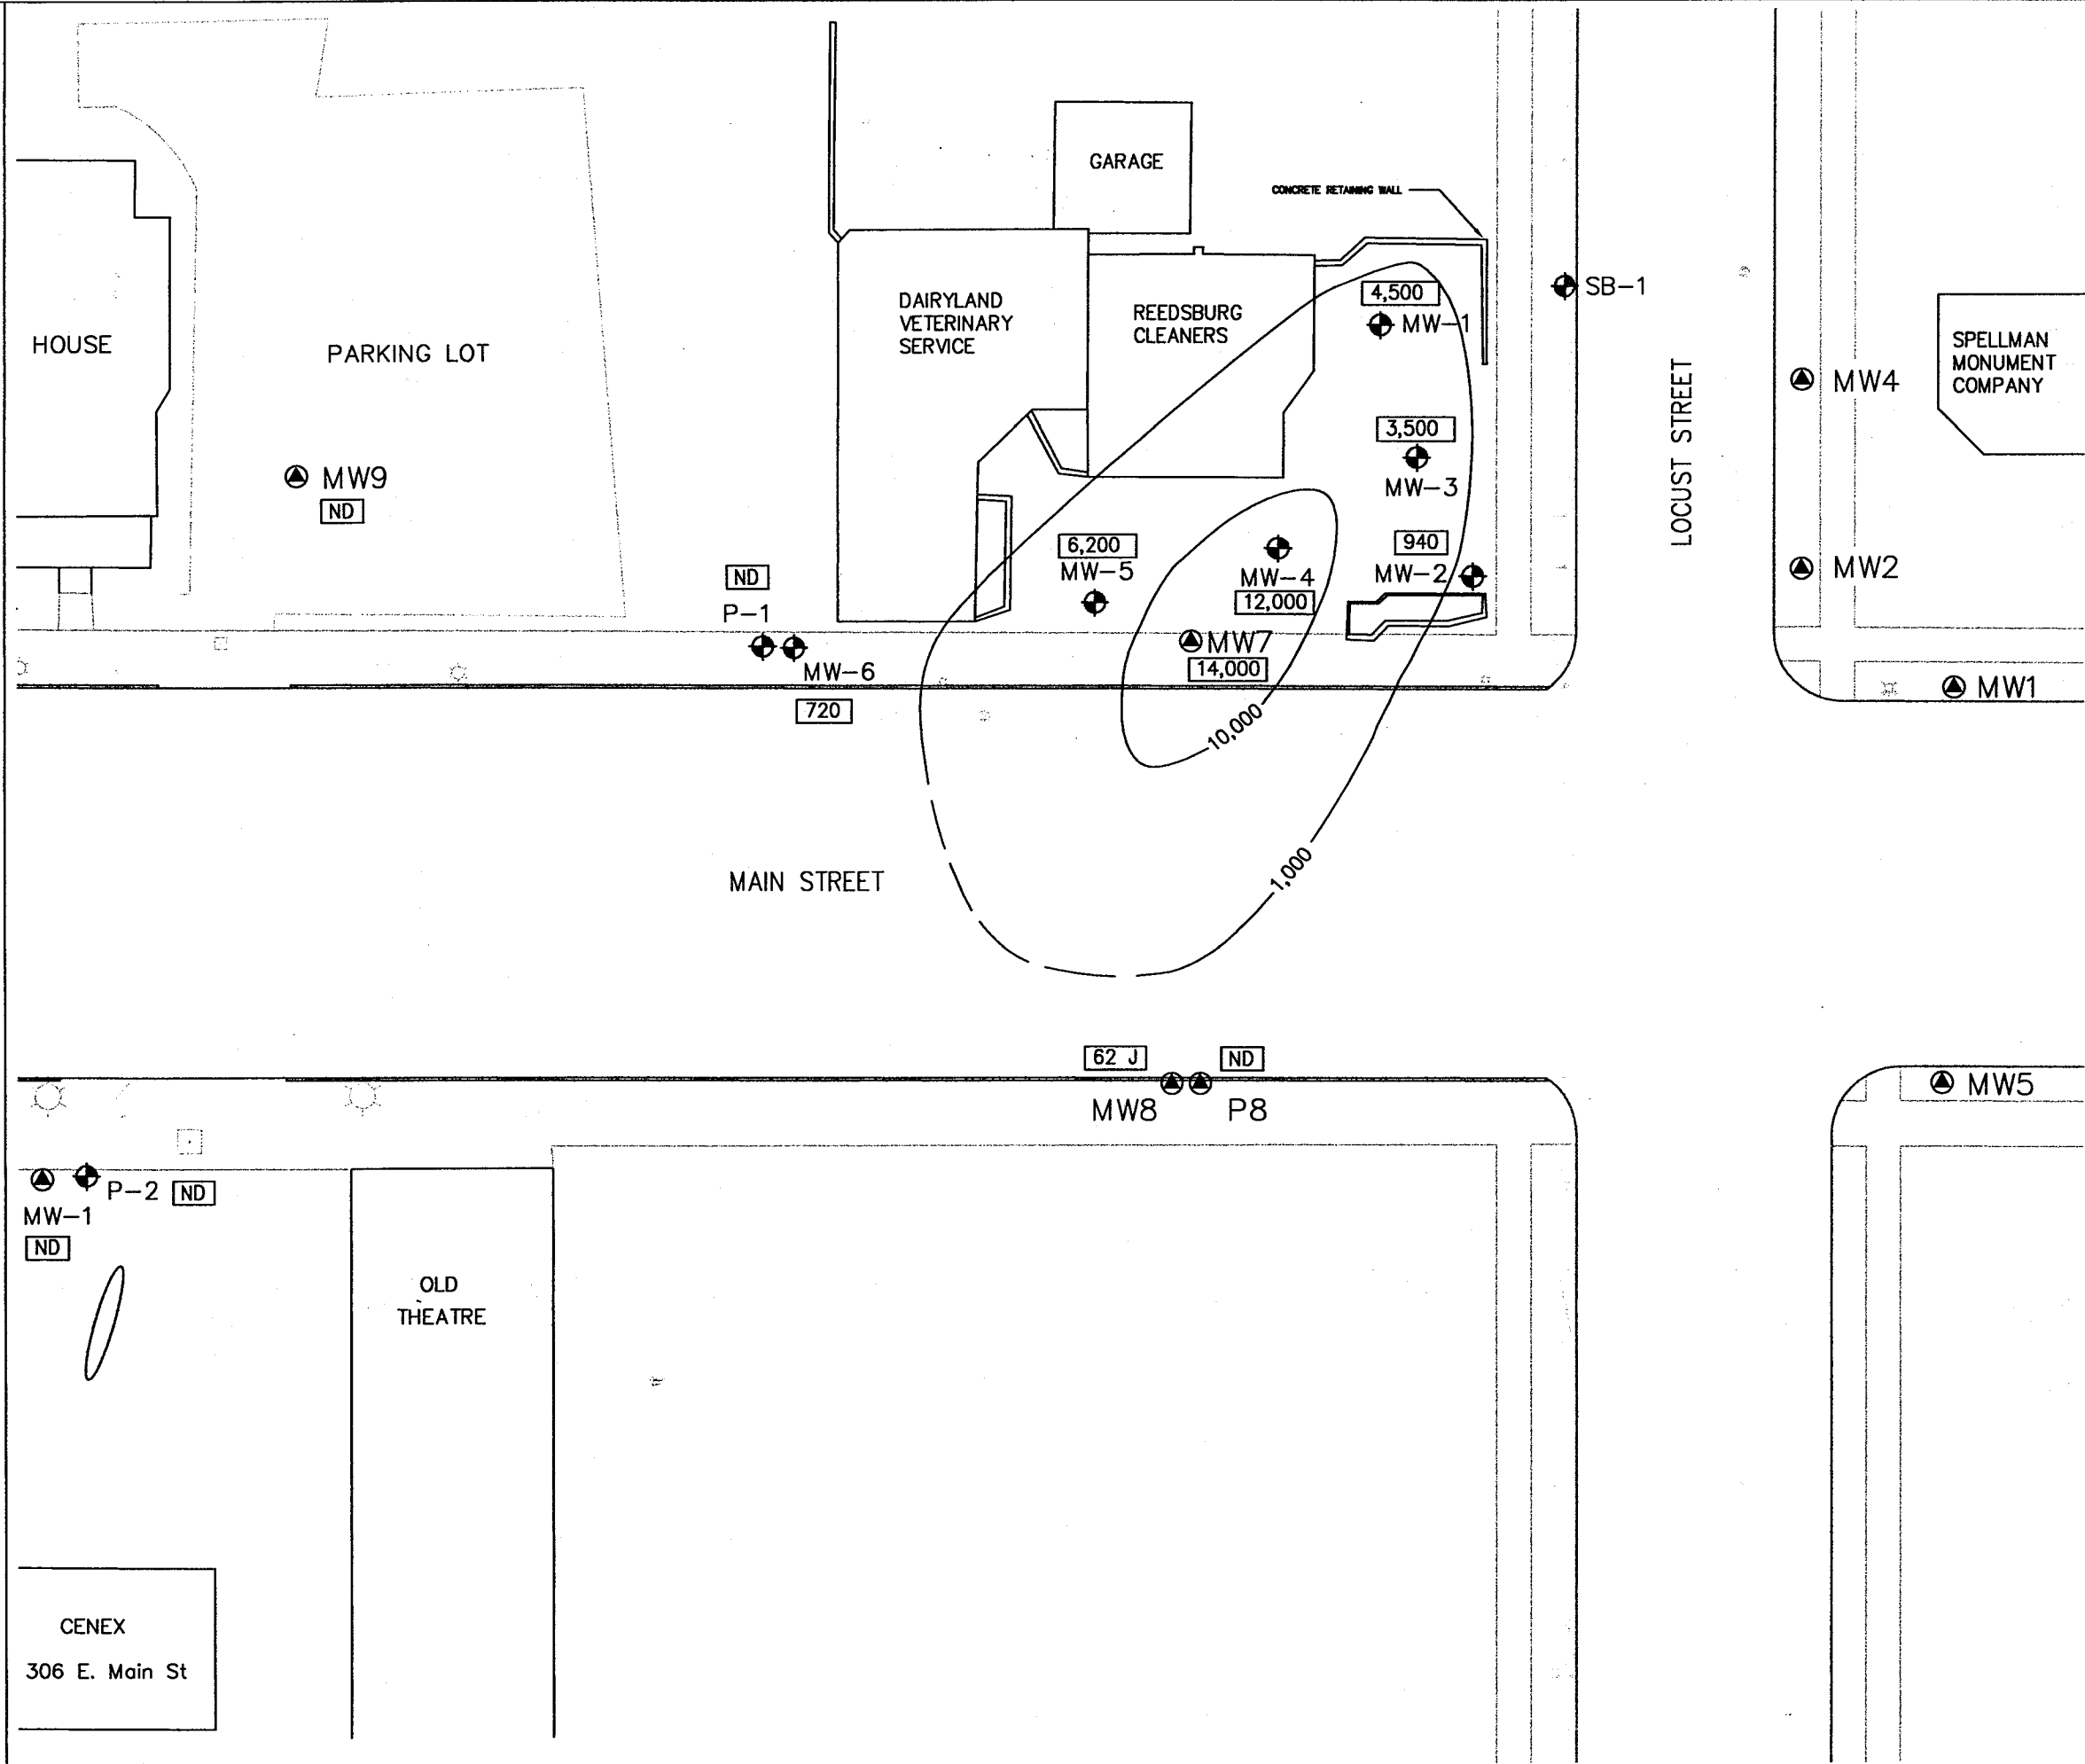 GARAGE
CONCRETE RETAINING WALL
4,500
MW-1
SB-1
DAIRYLAND
VETERINARY
SERVICE
REEDSBURG
CLEANERS
HOUSE
PARKING LOT
SPELLMAN
MONUMENT
COMPANY
MW4
LOCUST STREET
3,500
MW-3
MW9
ND
6,200
MW-5
940
MW-2
MW-4
12,000
MW2
ND
P-1
MW-6
720
MW7
14,000
MW1
10,000
MAIN STREET
1,000
62 J
ND
MW8
P8
MW5
P-2
ND
MW-1
ND
OLD
THEATRE
CENEX
306 E. Main St